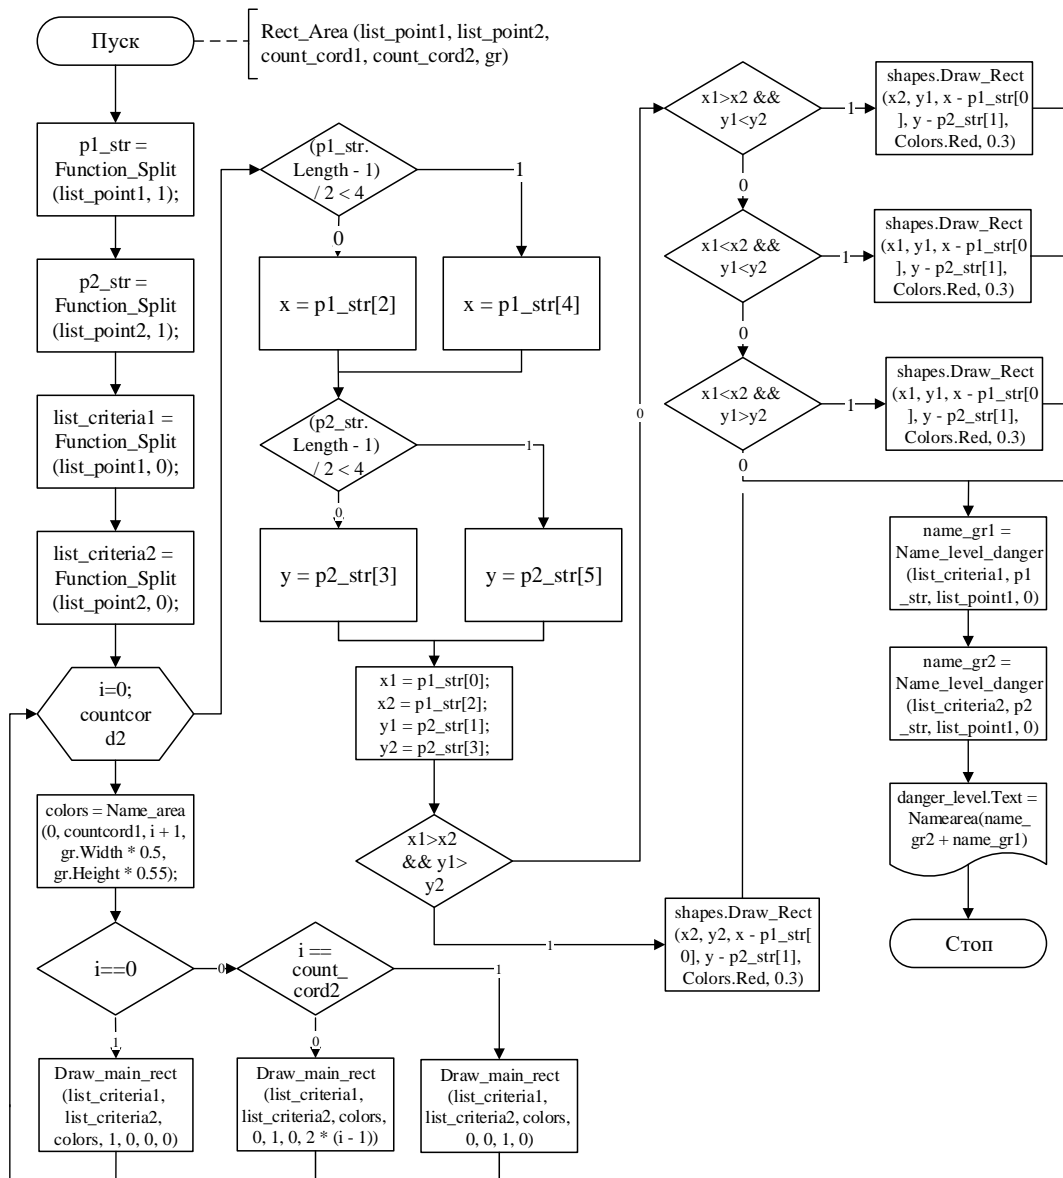 Пуск
Rect_Area (list_point1, list_point2,
count_cord1, count_cord2, gr)
p1_str =
Function_Split
(list_point1, 1);
p2_str =
Function_Split
(list_point2, 1);
list_criteria1 =
Function_Split
(list_point1, 0);
list_criteria2 =
Function_Split
(list_point2, 0);
i=0;
countcor
d2
colors = Name_area
(0, countcord1, i + 1,
gr.Width * 0.5,
gr.Height * 0.55);
i==0
0
i ==
count_
cord2
1
1
0
Draw_main_rect
(list_criteria1,
list_criteria2,
colors, 1, 0, 0, 0)
Draw_main_rect
(list_criteria1,
list_criteria2, colors,
0, 1, 0, 2 * (i - 1))
Draw_main_rect
(list_criteria1,
list_criteria2, colors,
0, 0, 1, 0)
(p1_str.
Length - 1)
/ 2 < 4
1
0
x = p1_str[2]
x = p1_str[4]
(p2_str.
Length - 1)
/ 2 < 4
1
0
y = p2_str[3]
y = p2_str[5]
x1 = p1_str[0];
x2 = p1_str[2];
y1 = p2_str[1];
y2 = p2_str[3];
x1>x2
&& y1>
y2
0
1
shapes.Draw_Rect
(x2, y2, x - p1_str[
0], y - p2_str[1],
Colors.Red, 0.3)
x1>x2 &&
y1<y2
1
shapes.Draw_Rect
(x2, y1, x - p1_str[0
], y - p2_str[1],
Colors.Red, 0.3)
0
x1<x2 &&
y1<y2
1
shapes.Draw_Rect
(x1, y1, x - p1_str[0
], y - p2_str[1],
Colors.Red, 0.3)
0
x1<x2 &&
y1>y2
1
shapes.Draw_Rect
(x1, y1, x - p1_str[0
], y - p2_str[1],
Colors.Red, 0.3)
0
name_gr1 =
Name_level_danger
(list_criteria1, p1
_str, list_point1, 0)
name_gr2 =
Name_level_danger
(list_criteria2, p2
_str, list_point1, 0)
danger_level.Text =
Namearea(name_
gr2 + name_gr1)
Стоп